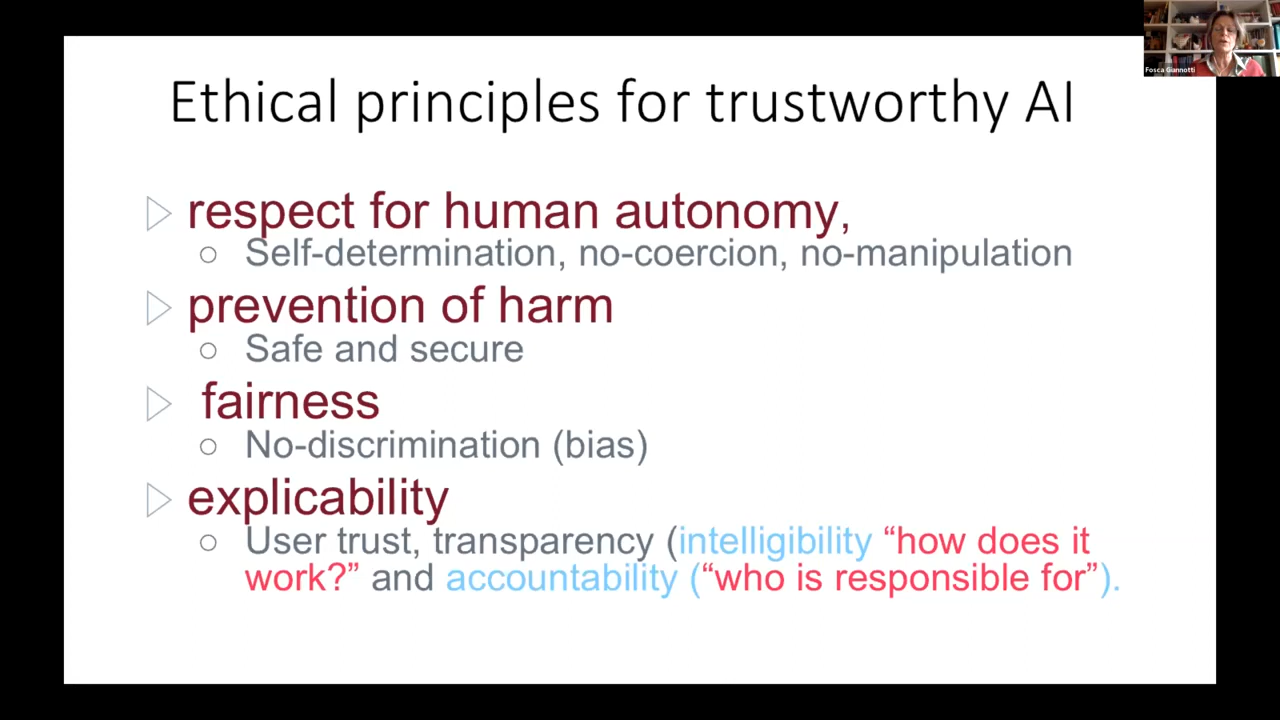 Fosca Giannotti
Ethical principles for trustworthy AI
respect for human autonomy,
Self-determination, no-coercion, no-manipulation
prevention of harm
Safe and secure
fairness
No-discrimination (bias)
explicability
User trust, transparency (intelligibility “how does it
work?” and accountability (“who is responsible for”).